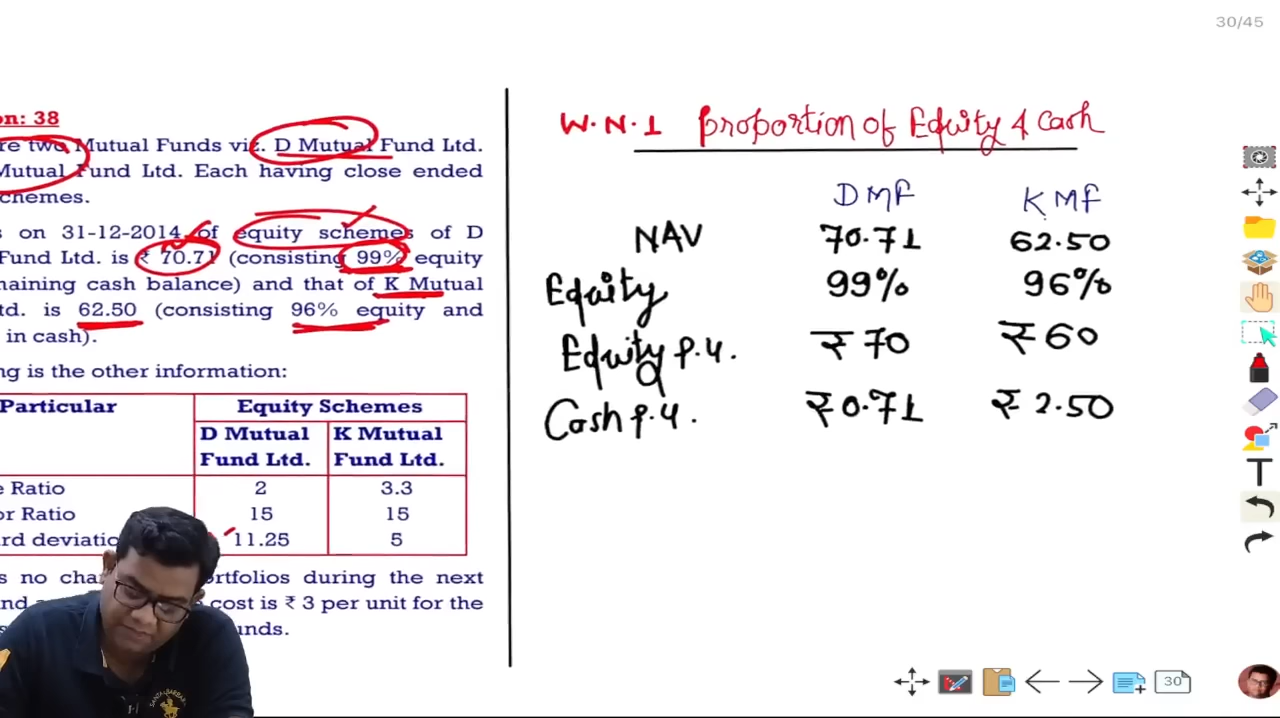 30/45
on: 38
re two Mutual Funds viz. D Mutual Fund Ltd.
Mutual Fund Ltd. Each having close ended
schemes.
s on 31-12-2014 of equity schemes of D
Fund Ltd. is ₹ 70.71 (consisting 99% equity
maining cash balance) and that of K Mutual
td. is 62.50 (consisting 96% equity and
in cash).
ng is the other information:
Particular Equity Schemes
D Mutual Fund Ltd. K Mutual Fund Ltd.
e Ratio 2 3.3
or Ratio 15 15
rd deviatio 11.25 5
s no cha rtfolios during the next
nd a cost is ₹ 3 per unit for the
unds.
W.N.1 Proportion of Equity & Cash
DMF KMF
NAV 70.71 62.50
Equity 99% 96%
Equity P.U. ₹ 70 ₹ 60
Cash P.U. ₹ 0.71 ₹ 2.50
T
30